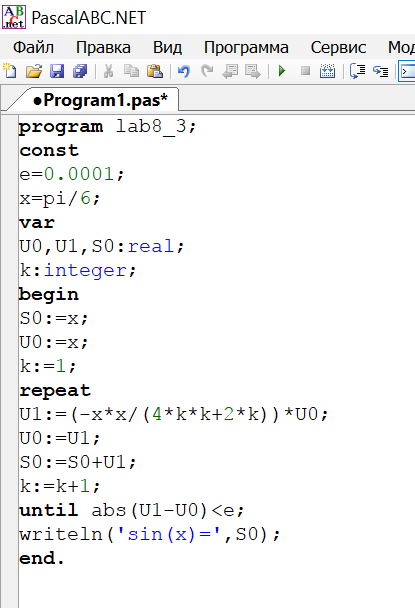 PascalABC.NET
Файл Правка Вид Программа Сервис Мод
●Program1.pas*
program lab8_3;
const
e=0.0001;
x=pi/6;
var
U0,U1,S0:real;
k:integer;
begin
S0:=x;
U0:=x;
k:=1;
repeat
U1:=(-x*x/(4*k*k+2*k))*U0;
U0:=U1;
S0:=S0+U1;
k:=k+1;
until abs(U1-U0)<e;
writeln('sin(x)=',S0);
end.